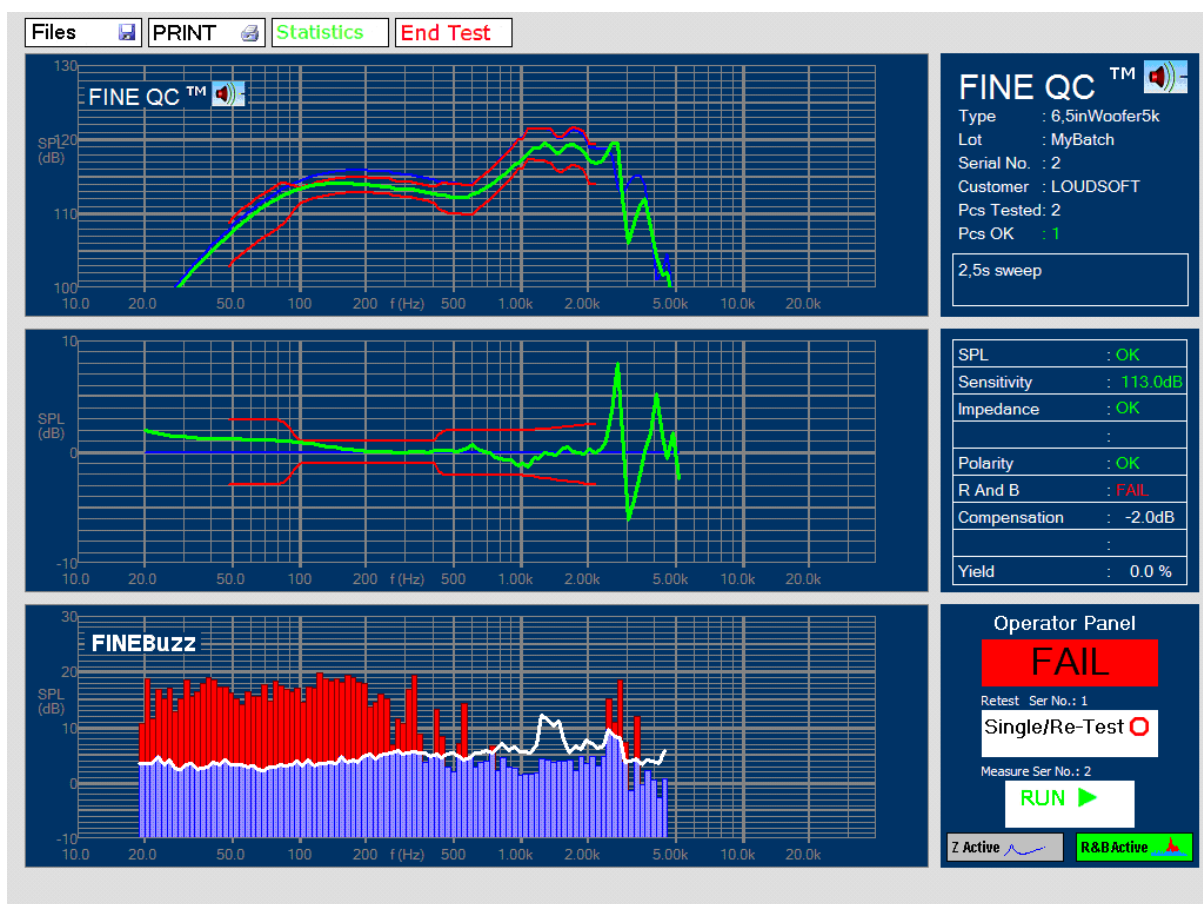 Files PRINT Statistics End Test
130
FINE QC ™
SPL120
(dB)
110
100
10.0 20.0 50.0 100 200 f (Hz) 500 1.00k 2.00k 5.00k 10.0k 20.0k
FINE QC ™
Type : 6,5inWoofer5k
Lot : MyBatch
Serial No. : 2
Customer : LOUDSOFT
Pcs Tested: 2
Pcs OK : 1
2,5s sweep
10
SPL
(dB)
0
-10
10.0 20.0 50.0 100 200 f (Hz) 500 1.00k 2.00k 5.00k 10.0k 20.0k
SPL : OK
Sensitivity : 113.0dB
Impedance : OK
:
Polarity : OK
R And B : FAIL
Compensation : -2.0dB
:
Yield : 0.0 %
30
FINEBuzz
20
SPL
(dB)
10
0
-10
10.0 20.0 50.0 100 200 f (Hz) 500 1.00k 2.00k 5.00k 10.0k 20.0k
Operator Panel
FAIL
Retest Ser No.: 1
Single/Re-Test
Measure Ser No.: 2
RUN
Z Active R&B Active